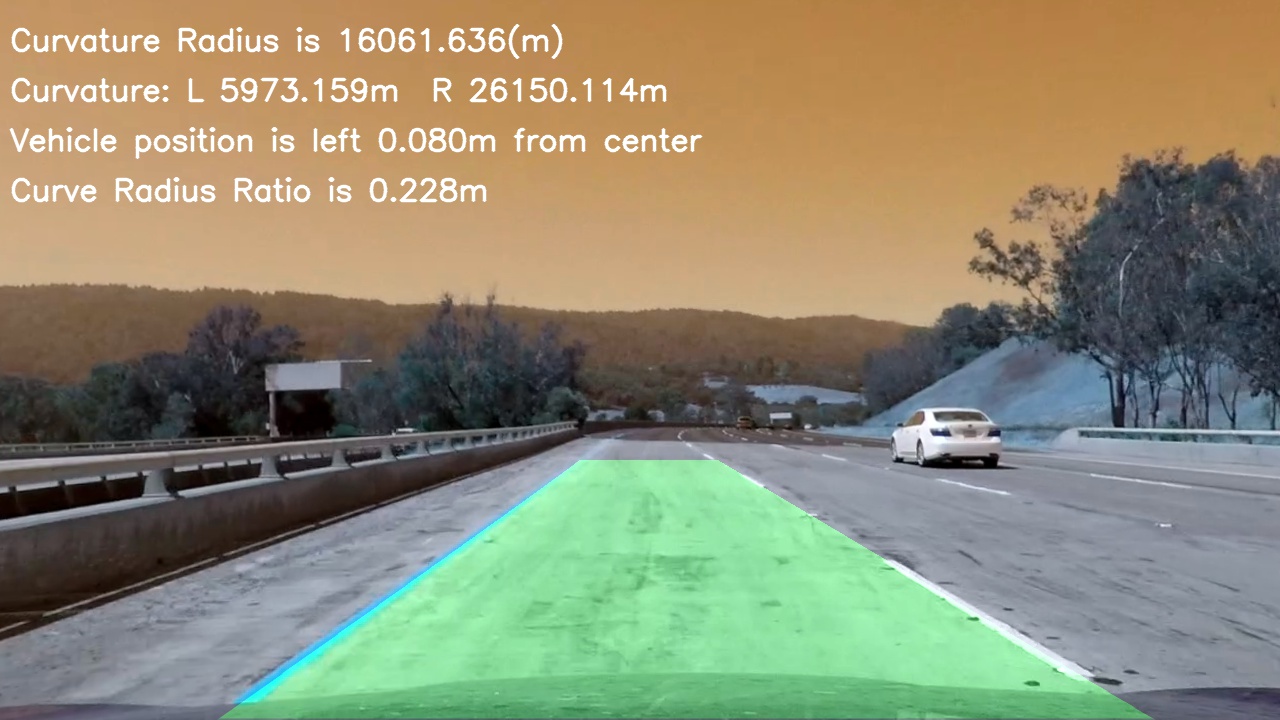 Curvature Radius is 16061.636(m)
Curvature: L 5973.159m R 26150.114m
Vehicle position is left 0.080m from center
Curve Radius Ratio is 0.228m